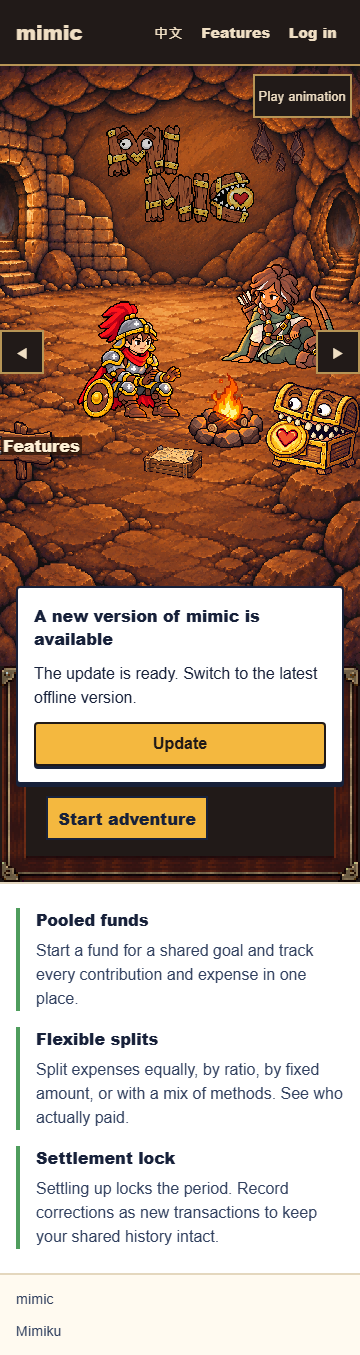 mimic
中文 Features Log in
Play animation
MiMiC
◀ ▶
Features
A new version of mimic is
available
The update is ready. Switch to the latest
offline version.
Update
Start adventure
Pooled funds
Start a fund for a shared goal and track
every contribution and expense in one
place.
Flexible splits
Split expenses equally, by ratio, by fixed
amount, or with a mix of methods. See who
actually paid.
Settlement lock
Settling up locks the period. Record
corrections as new transactions to keep
your shared history intact.
mimic
Mimiku